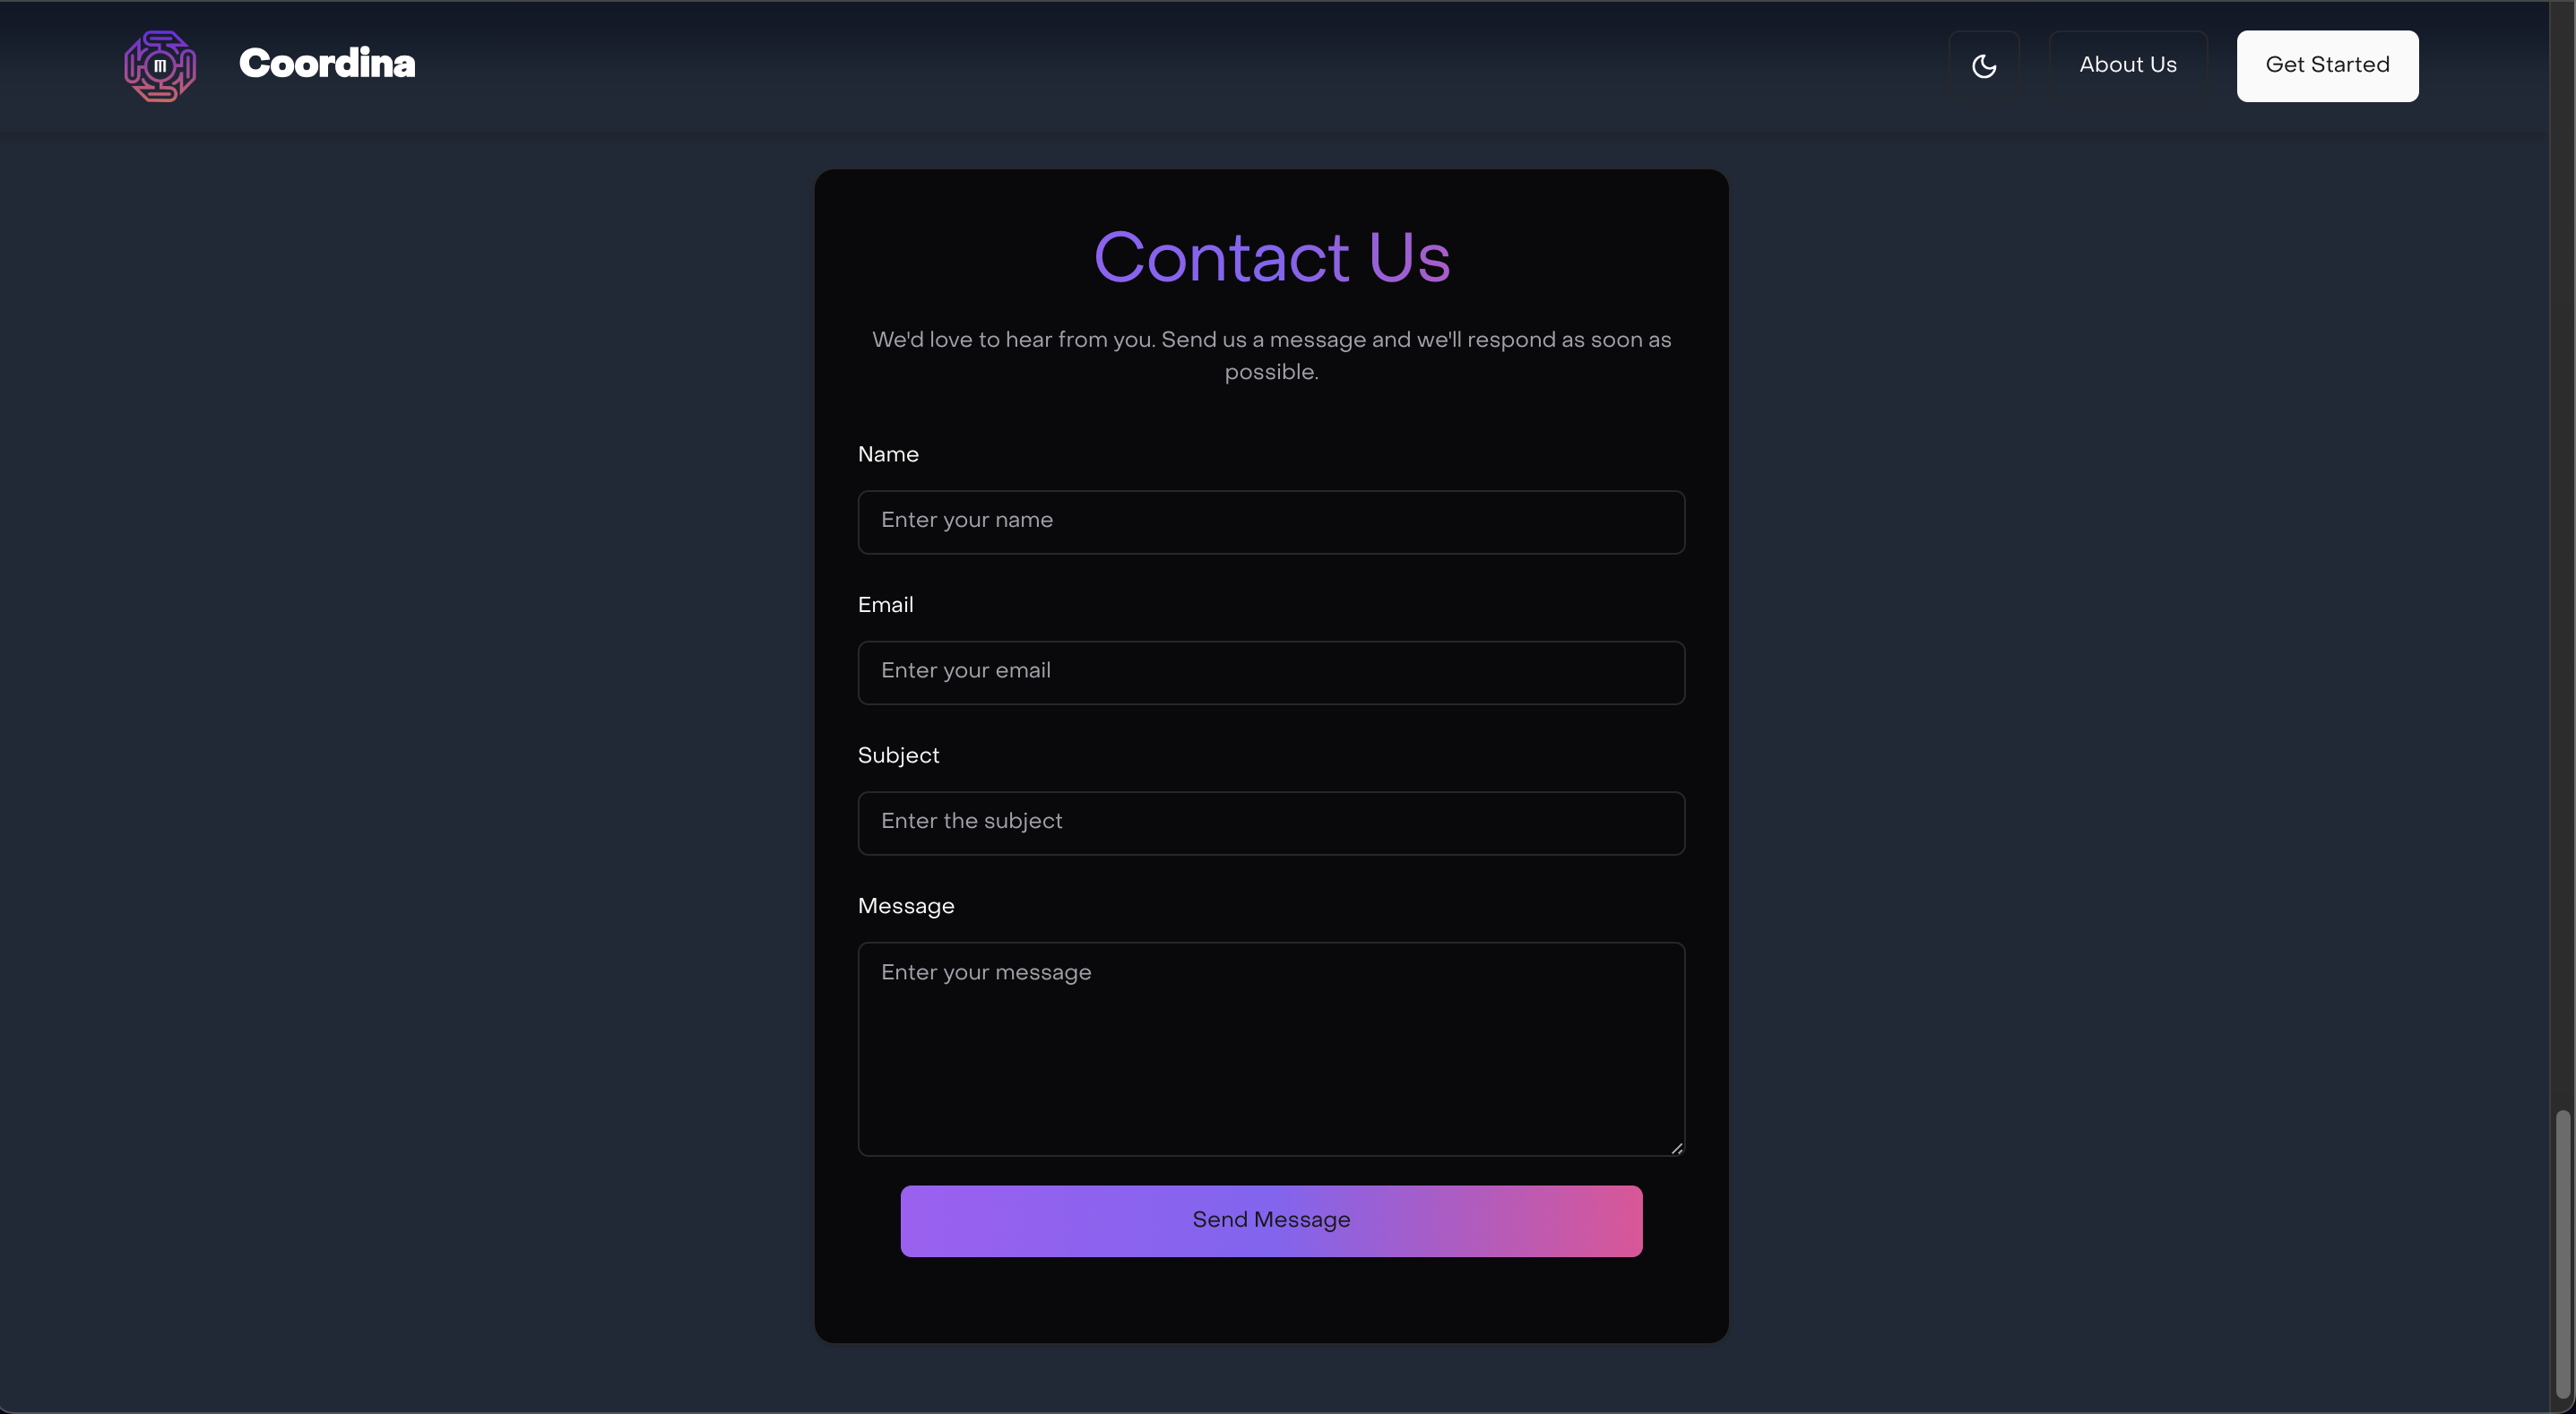 m
Coordina
About Us
Get Started
Contact Us
We'd love to hear from you. Send us a message and we'll respond as soon as
possible.
Name
Enter your name
Email
Enter your email
Subject
Enter the subject
Message
Enter your message
Send Message